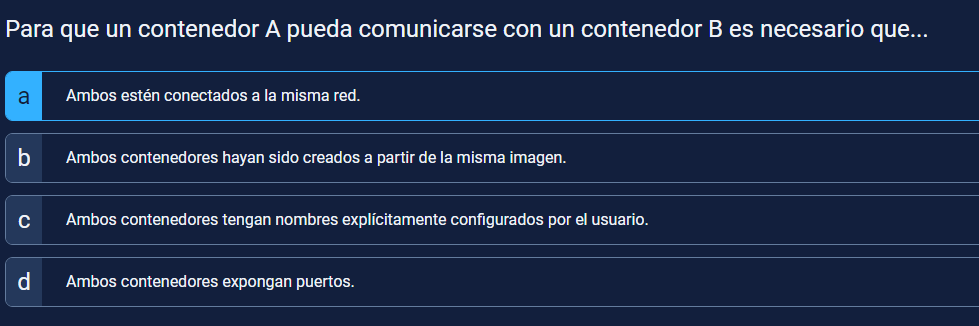 Para que un contenedor A pueda comunicarse con un contenedor B es necesario que...
a Ambos estén conectados a la misma red.
b Ambos contenedores hayan sido creados a partir de la misma imagen.
c Ambos contenedores tengan nombres explícitamente configurados por el usuario.
d Ambos contenedores expongan puertos.